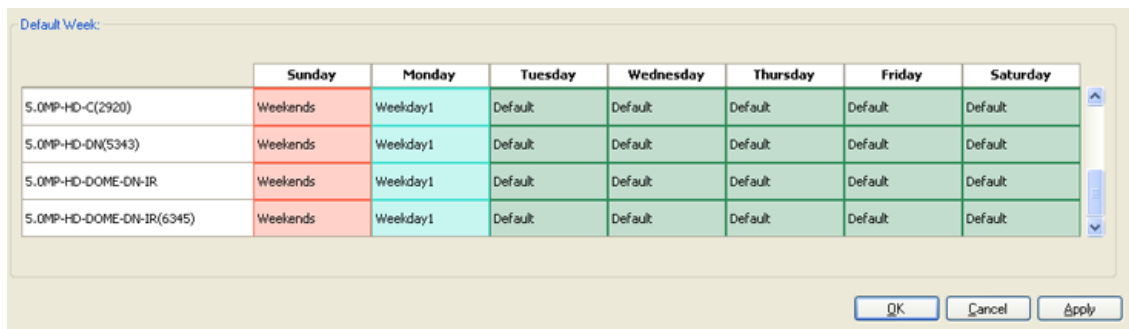 Default Week:
Sunday Monday Tuesday Wednesday Thursday Friday Saturday
5.0MP-HD-C(2920) Weekends Weekday1 Default Default Default Default Default
5.0MP-HD-DN(5343) Weekends Weekday1 Default Default Default Default Default
5.0MP-HD-DOME-DN-IR Weekends Weekday1 Default Default Default Default Default
5.0MP-HD-DOME-DN-IR(6345) Weekends Weekday1 Default Default Default Default Default
OK Cancel Apply